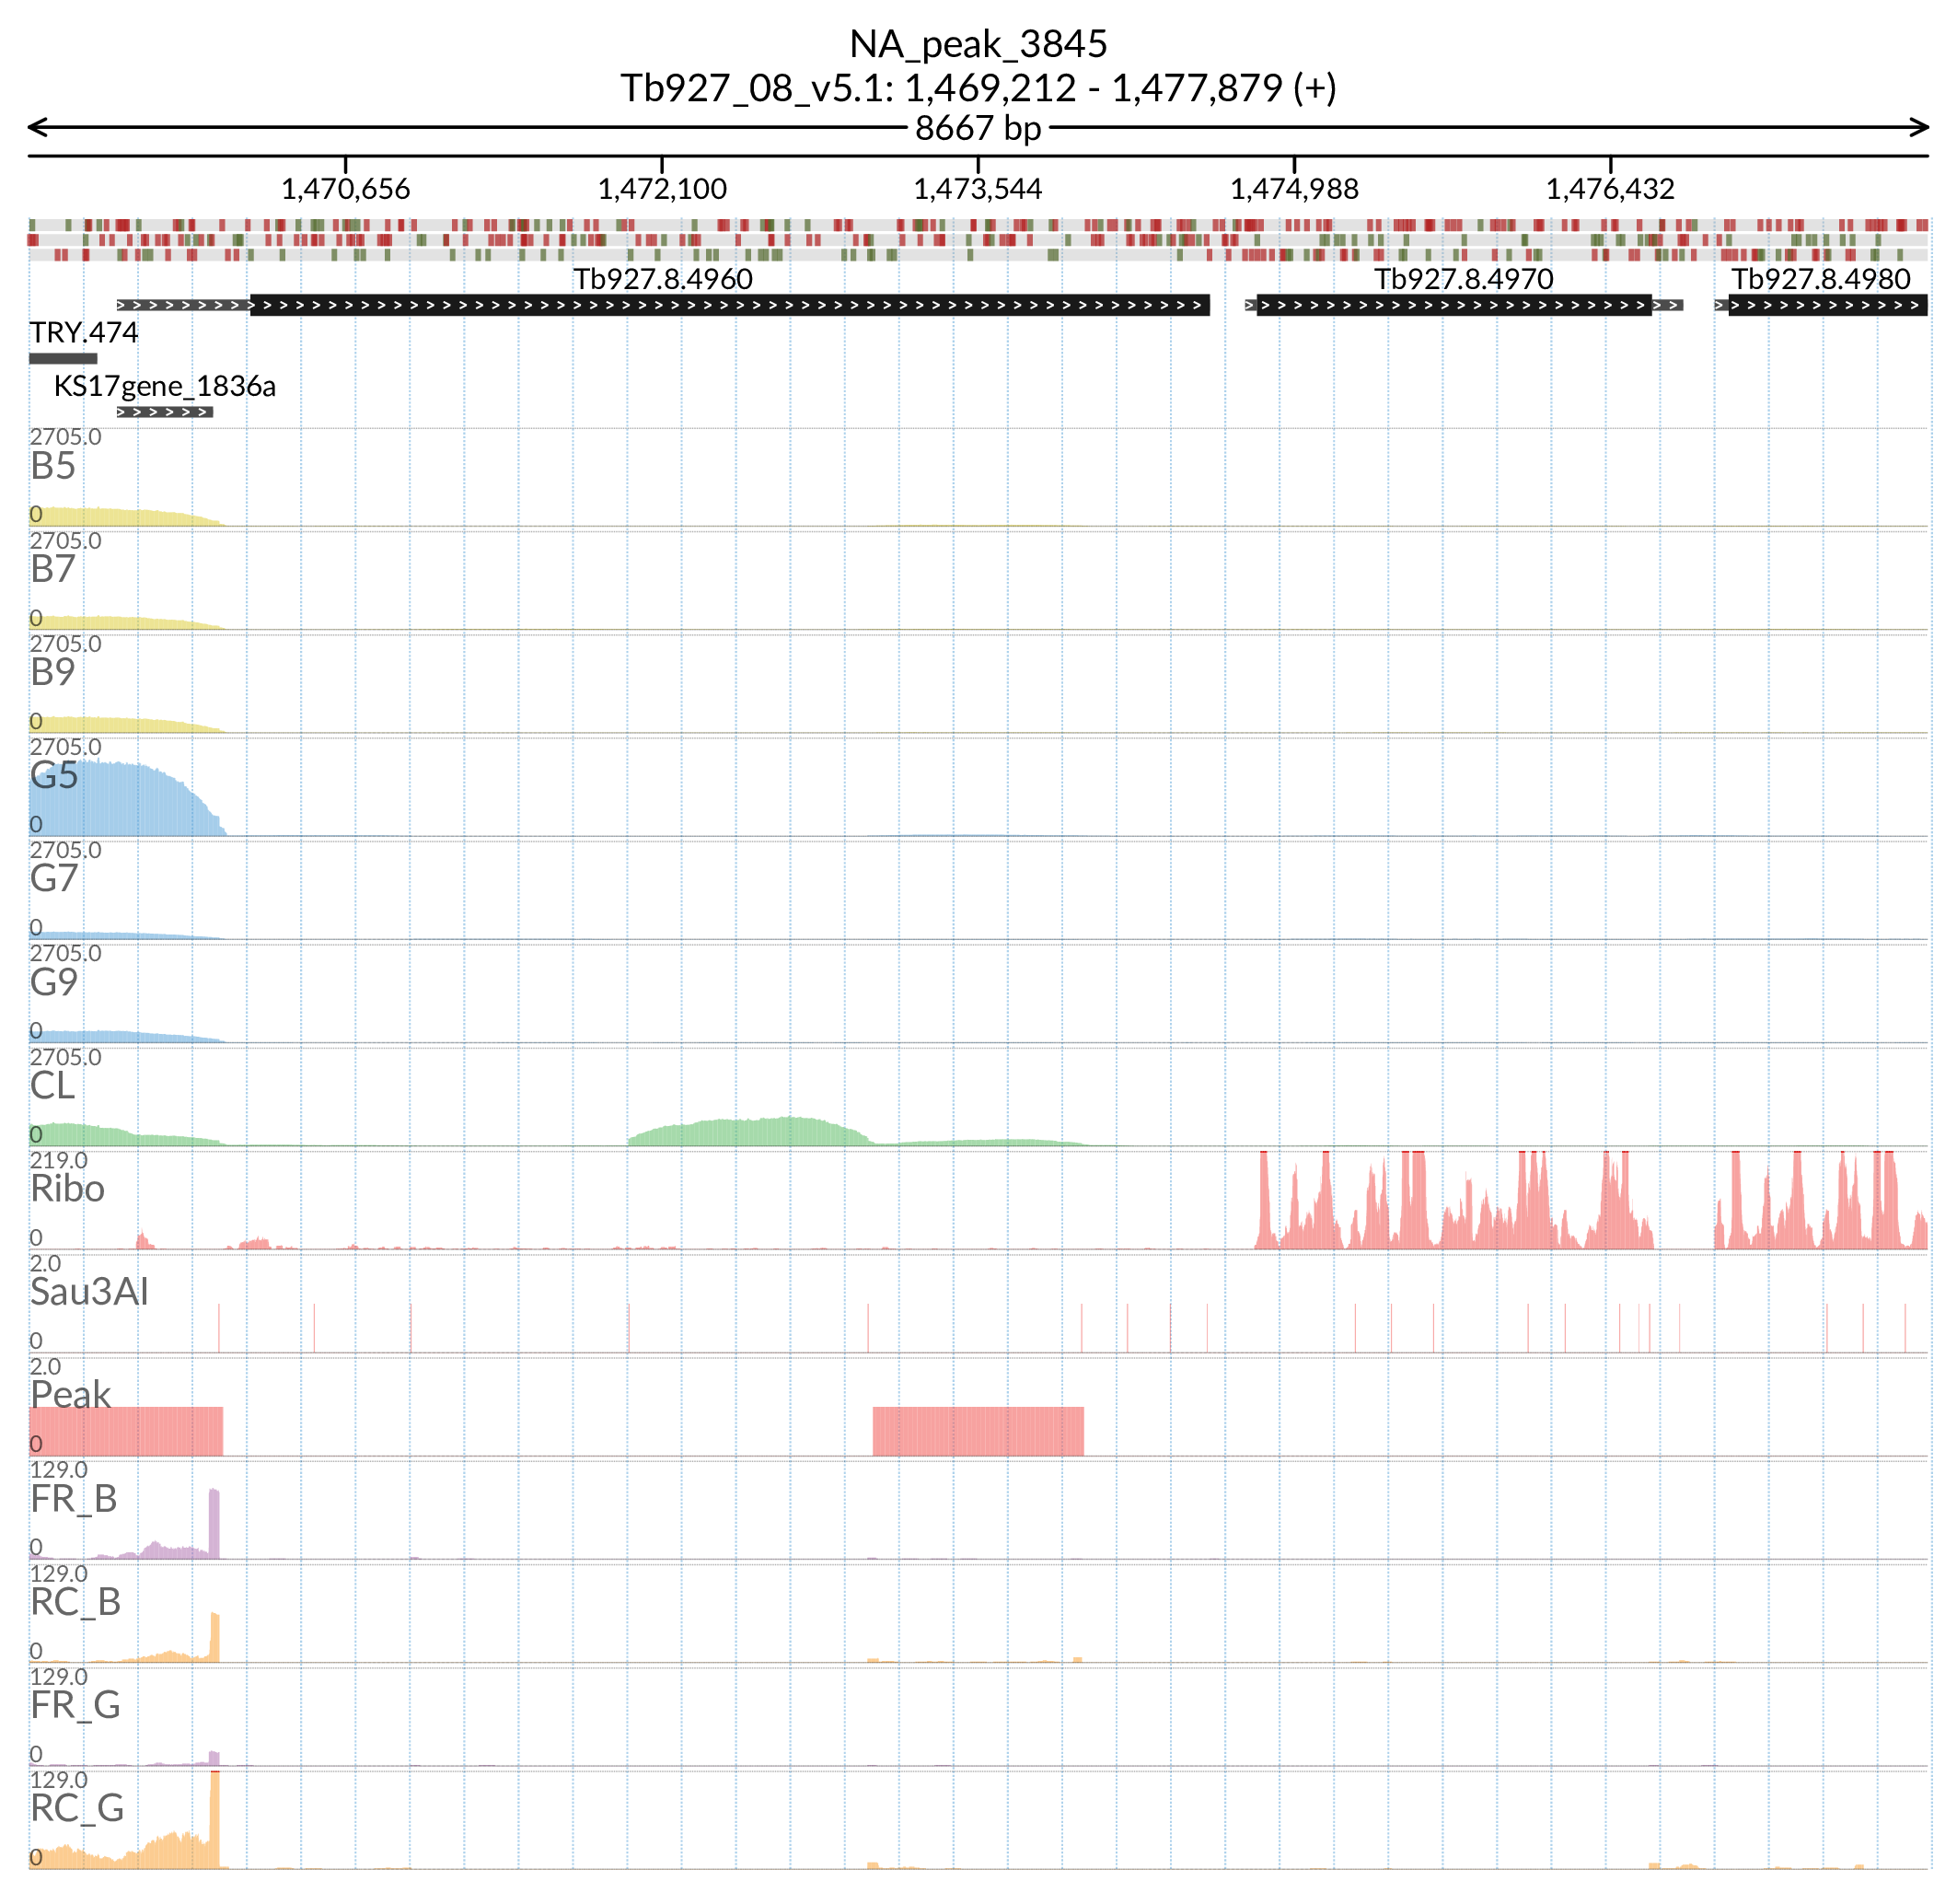 NA_peak_3845
Tb927_08_v5.1: 1,469,212 - 1,477,879 (+)
8667 bp
1,470,656 1,472,100 1,473,544 1,474,988 1,476,432
Tb927.8.4960 Tb927.8.4970 Tb927.8.4980
TRY.474
KS17gene_1836a
2705.0
B5
0
2705.0
B7
0
2705.0
B9
0
2705.0
G5
0
2705.0
G7
0
2705.0
G9
0
2705.0
CL
0
219.0
Ribo
0
2.0
Sau3AI
0
2.0
Peak
0
129.0
FR_B
0
129.0
RC_B
0
129.0
FR_G
0
129.0
RC_G
0